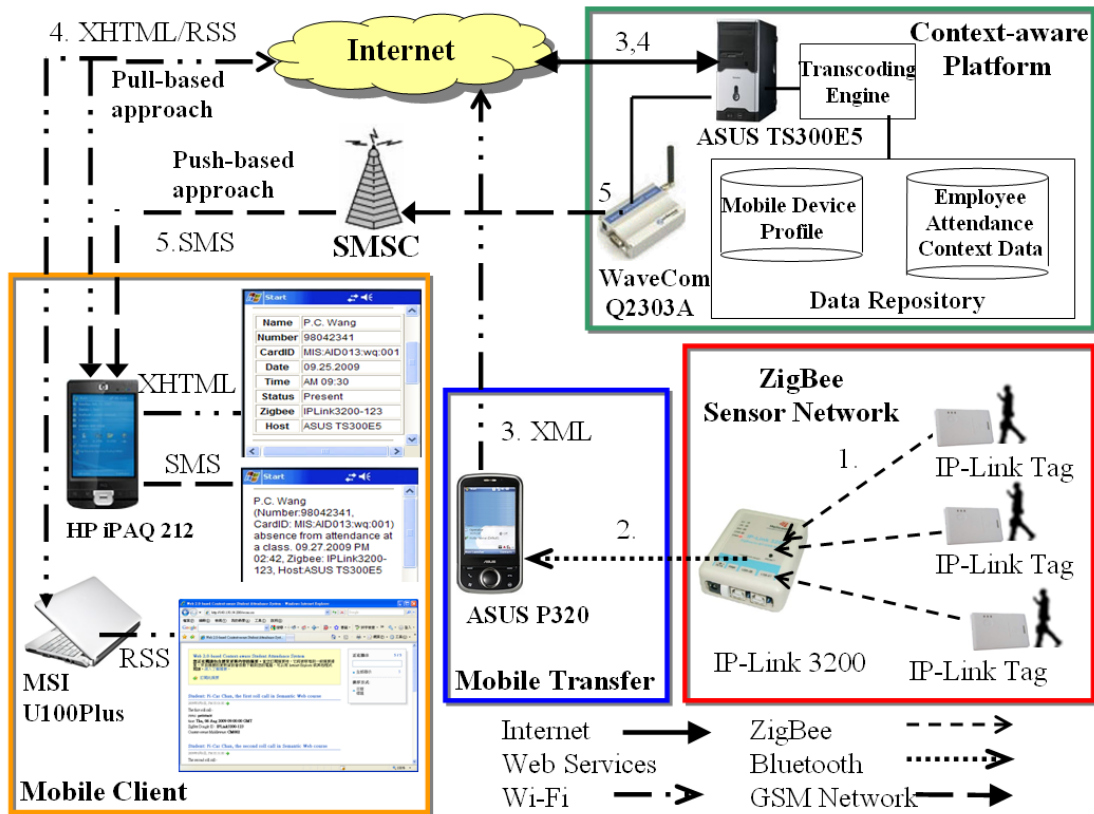 4. XHTML/RSS
Pull-based
approach
Internet
3,4
Context-aware
Platform
Transcoding
Engine
ASUS TS300E5
Push-based
approach
5
SMSC
5.SMS
WaveCom
Q2303A
Mobile Device
Profile
Employee
Attendance
Context Data
Data Repository
Start
Name P.C. Wang
Number 98042341
CardID MIS:AID013:wq:001
Date 09.25.2009
Time AM 09:30
Status Present
Zigbee IPLink3200-123
Host ASUS TS300E5
XHTML
SMS
HP iPAQ 212
Start
P.C. Wang
(Number:98042341,
CardID: MIS:AID013:wq:001)
absence from attendance at
a class. 09.27.2009 PM
02:42, Zigbee: IPLink3200-
123, Host:ASUS TS300E5
RSS
MSI
U100Plus
Mobile Client
3. XML
ASUS P320
Mobile Transfer
2.
ZigBee
Sensor Network
1.
IP-Link Tag
IP-Link Tag
IP-Link Tag
IP-Link 3200
Internet
Web Services
Wi-Fi
ZigBee
Bluetooth
GSM Network